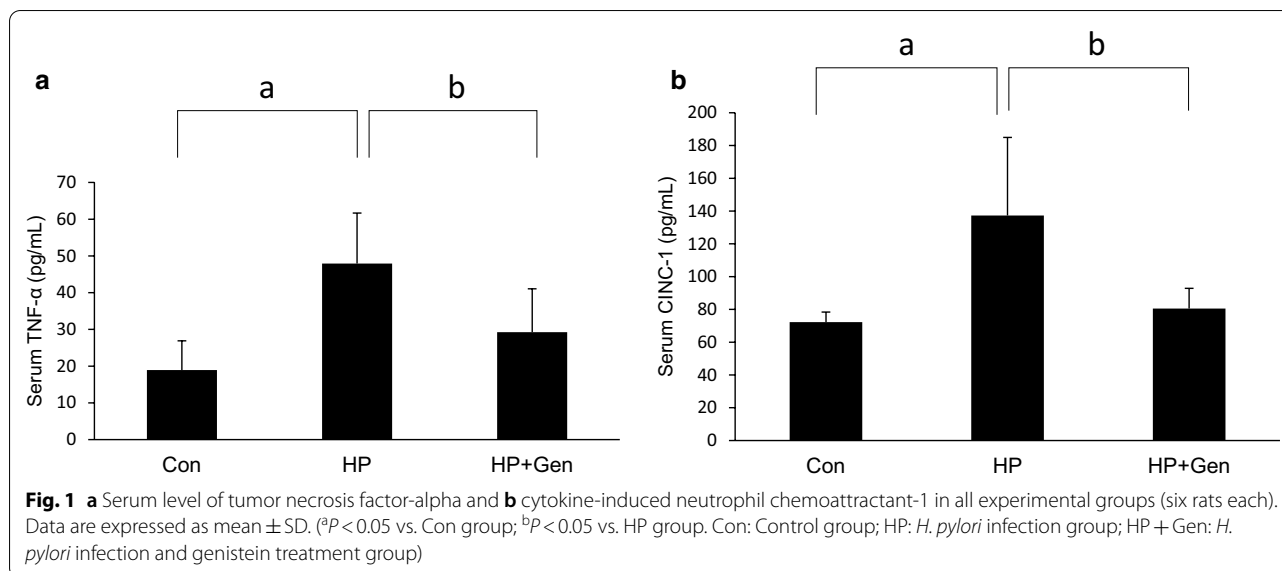 a
a b
70
60
50
40
30
20
10
0
Serum TNF-α (pg/mL)
Con HP HP+Gen
b
a b
200
180
160
140
120
100
80
60
40
20
0
Serum CINC-1 (pg/mL)
Con HP HP+Gen
Fig. 1 a Serum level of tumor necrosis factor-alpha and b cytokine-induced neutrophil chemoattractant-1 in all experimental groups (six rats each).
Data are expressed as mean ± SD. (ᵃP < 0.05 vs. Con group; ᵇP < 0.05 vs. HP group. Con: Control group; HP: H. pylori infection group; HP + Gen: H.
pylori infection and genistein treatment group)